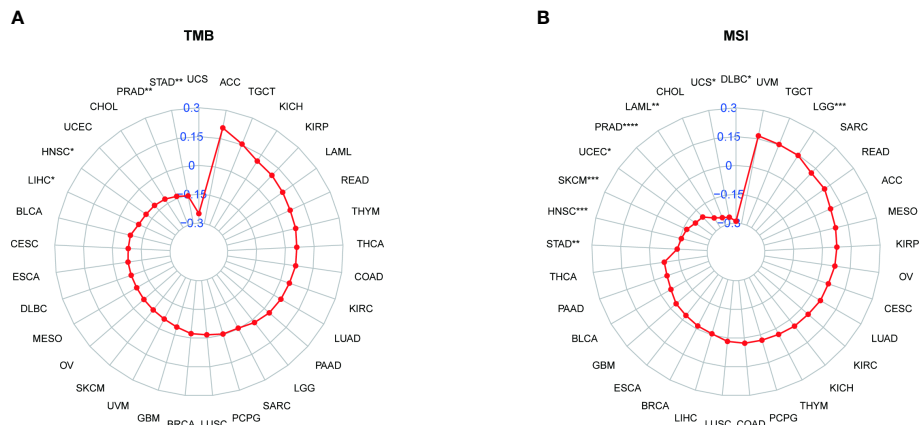 A
TMB
UCS
ACC
TGCT
KICH
KIRP
LAML
READ
THYM
THCA
COAD
KIRC
LUAD
PAAD
LGG
SARC
PCPG
LUSC
BRCA
GBM
UVM
SKCM
OV
MESO
DLBC
ESCA
CESC
BLCA
LIHC*
HNSC*
UCEC
CHOL
PRAD**
STAD**
0.3
0.15
0
−0.15
−0.3
B
MSI
DLBC*
UVM
TGCT
LGG***
SARC
READ
ACC
MESO
KIRP
OV
CESC
LUAD
KIRC
KICH
THYM
PCPG
COAD
LUSC
LIHC
BRCA
ESCA
GBM
BLCA
PAAD
THCA
STAD**
HNSC***
SKCM***
UCEC*
PRAD****
LAML**
CHOL
UCS*
0.3
0.15
0
−0.15